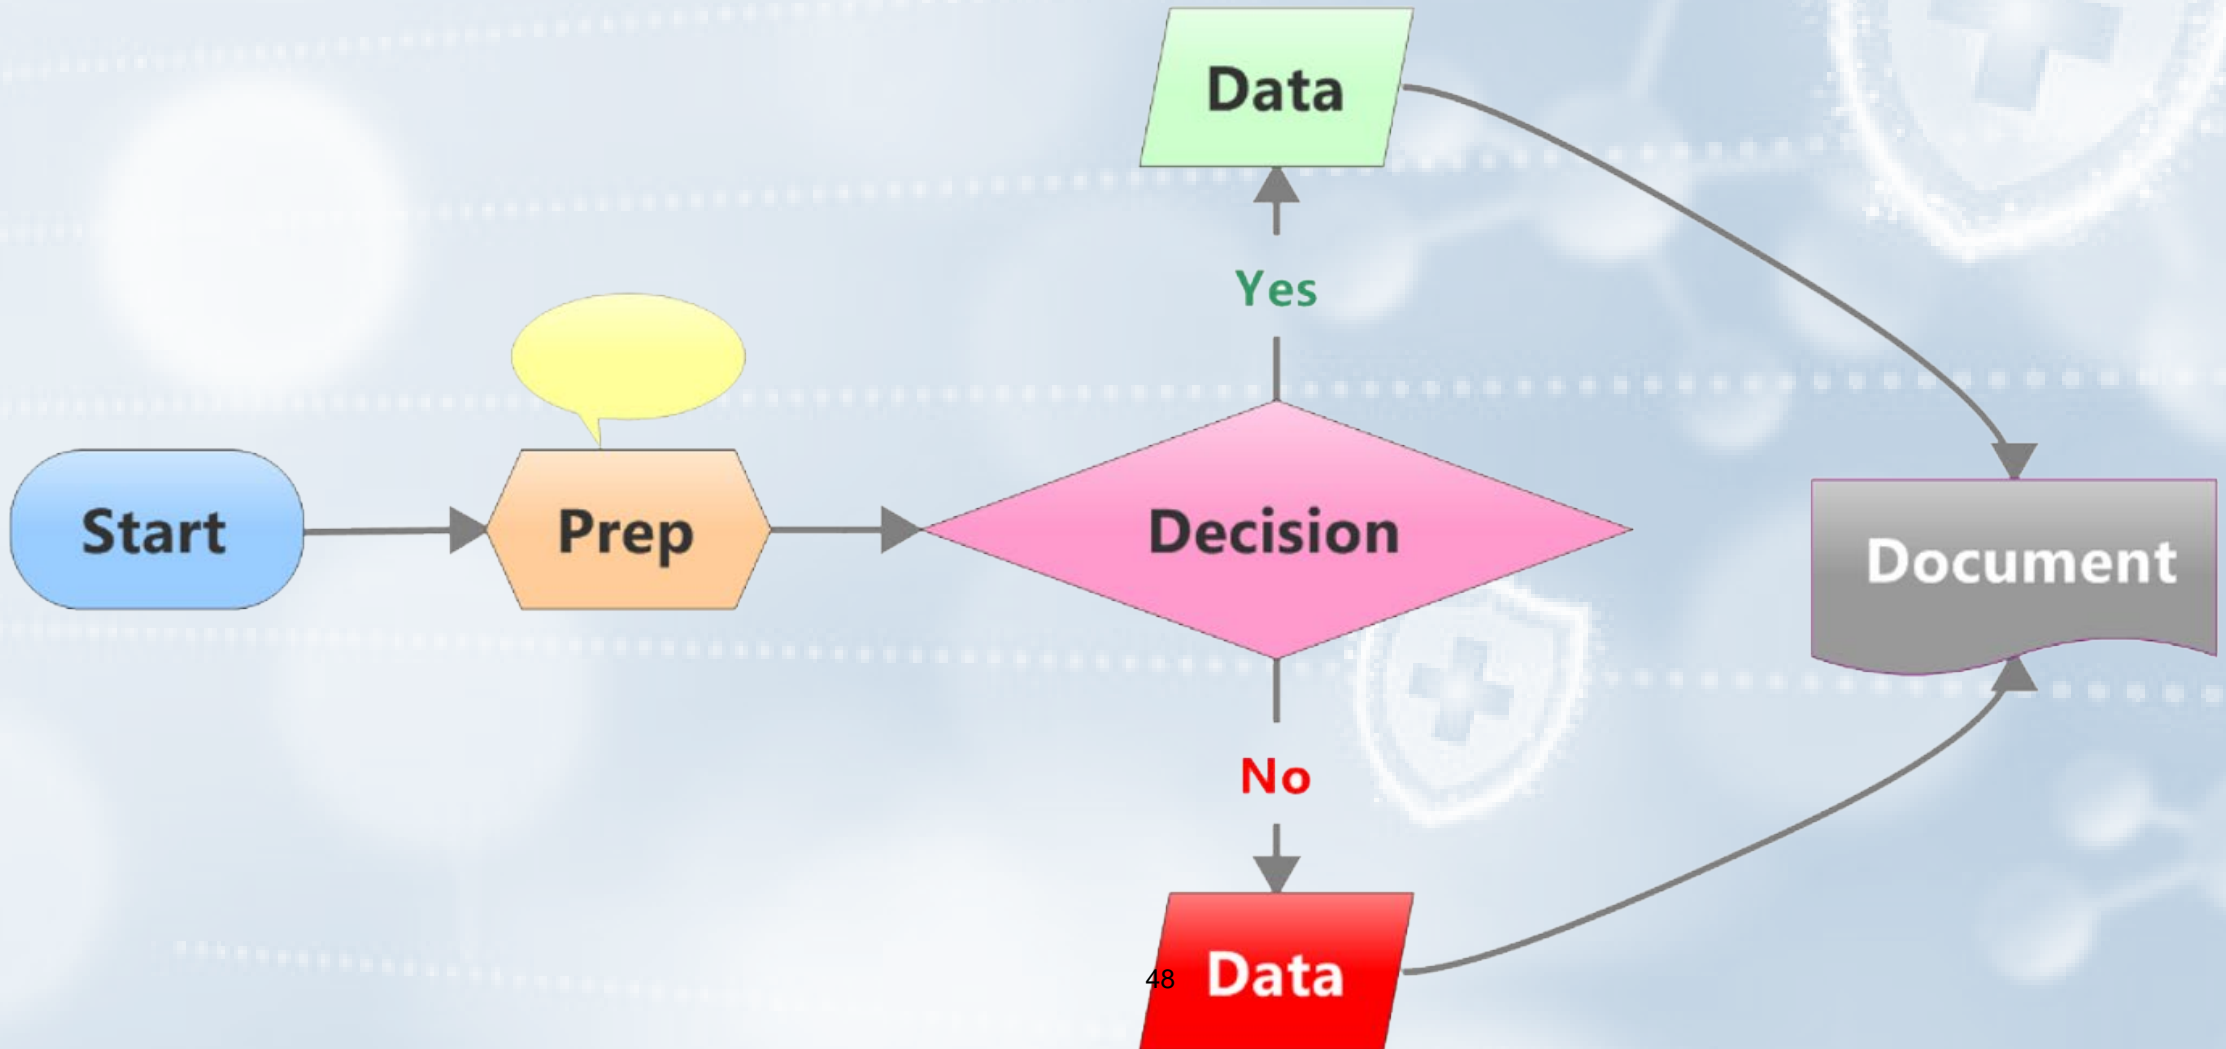 Data
Yes
Start
Prep
Decision
Document
No
48
Data